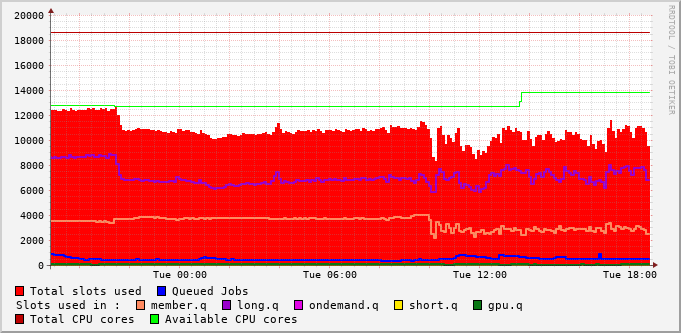 RRDTOOL / TOBI OETIKER
20000
18000
16000
14000
12000
10000
8000
6000
4000
2000
0
Tue 00:00 Tue 06:00 Tue 12:00 Tue 18:00
Total slots used Queued Jobs
Slots used in : member.q long.q ondemand.q short.q gpu.q
Total CPU cores Available CPU cores